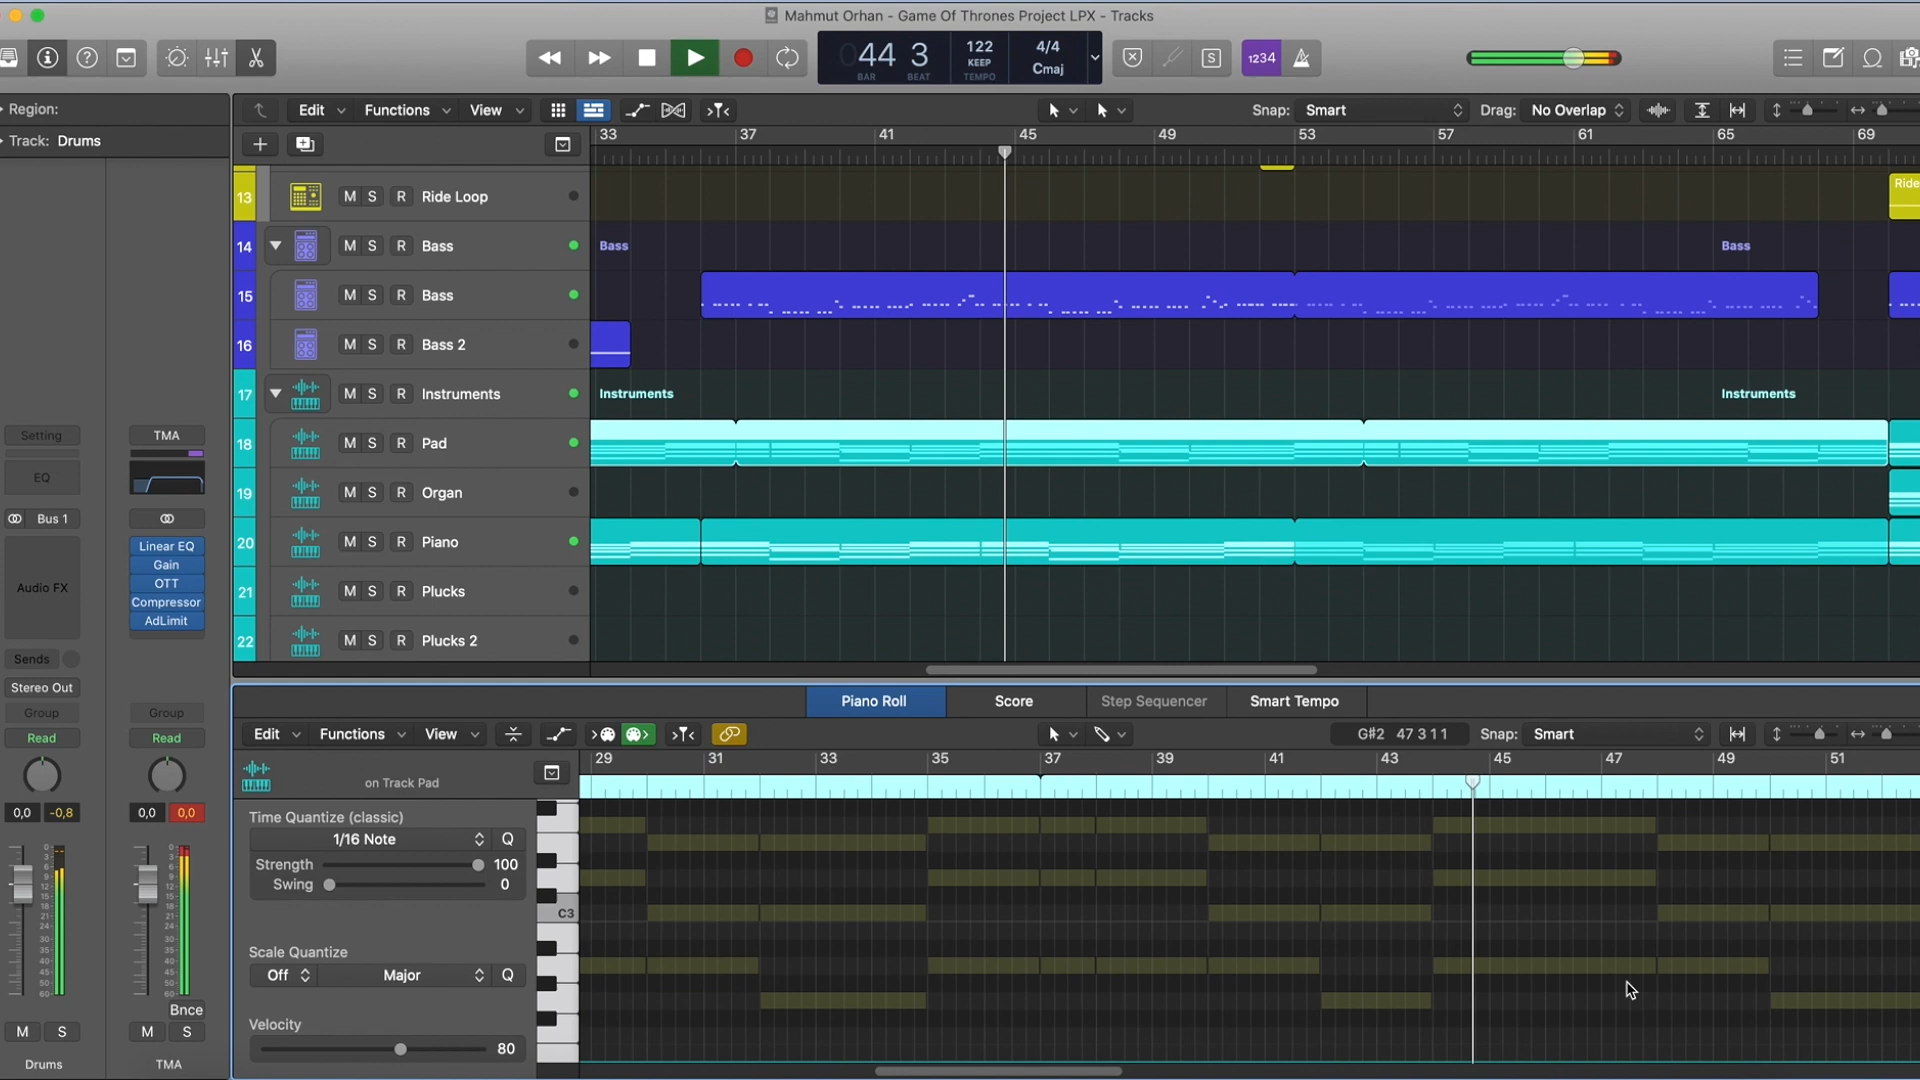 Mahmut Orhan - Game Of Thrones Project LPX - Tracks
44 3
BAR BEAT
122
KEEP
TEMPO
4/4
Cmaj
S
1234
Region:
Track: Drums
Edit Functions View
Snap: Smart
Drag: No Overlap
33 37 41 45 49 53 57 61 65 69
13 M S R Ride Loop
Ride
14 M S R Bass
Bass Bass
15 M S R Bass
16 M S R Bass 2
17 M S R Instruments
Instruments Instruments
18 M S R Pad
19 M S R Organ
20 M S R Piano
21 M S R Plucks
22 M S R Plucks 2
Setting TMA
EQ
Bus 1
Audio FX
Linear EQ
Gain
OTT
Compressor
AdLimit
Sends
Stereo Out
Group Group
Read Read
0,0 -0,8 0,0 0,0
Bnce
M S M S
Drums TMA
Piano Roll Score Step Sequencer Smart Tempo
Edit Functions View
G#2 47 3 1 1
Snap: Smart
29 31 33 35 37 39 41 43 45 47 49 51
on Track Pad
Time Quantize (classic)
1/16 Note Q
Strength 100
Swing 0
C3
Scale Quantize
Off Major Q
Velocity
80